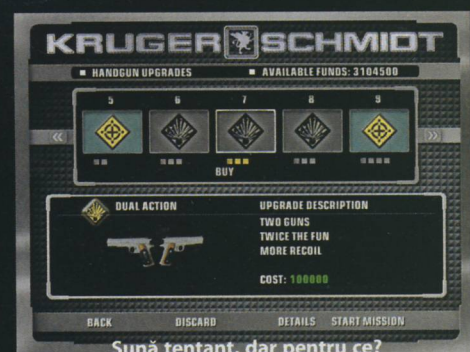 KRUGER SCHMIDT
HANDGUN UPGRADES AVAILABLE FUNDS: 3104500
5 6 7 8 9
BUY
DUAL ACTION
UPGRADE DESCRIPTION
TWO GUNS
TWICE THE FUN
MORE RECOIL
COST: 100000
BACK DISCARD DETAILS START MISSION
Sună tentant, dar pentru ce?